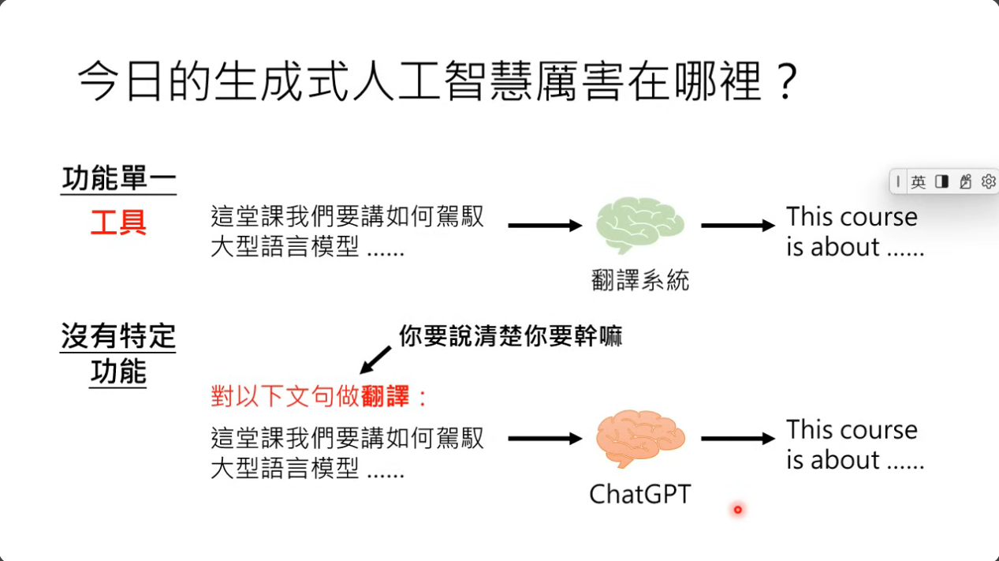 今日的生成式人工智慧厲害在哪裡？
功能單一
工具
這堂課我們要講如何駕馭
大型語言模型 ……
翻譯系統
This course
is about ……
英
沒有特定
功能
你要說清楚你要幹嘛
對以下文句做翻譯：
這堂課我們要講如何駕馭
大型語言模型 ……
ChatGPT
This course
is about ……